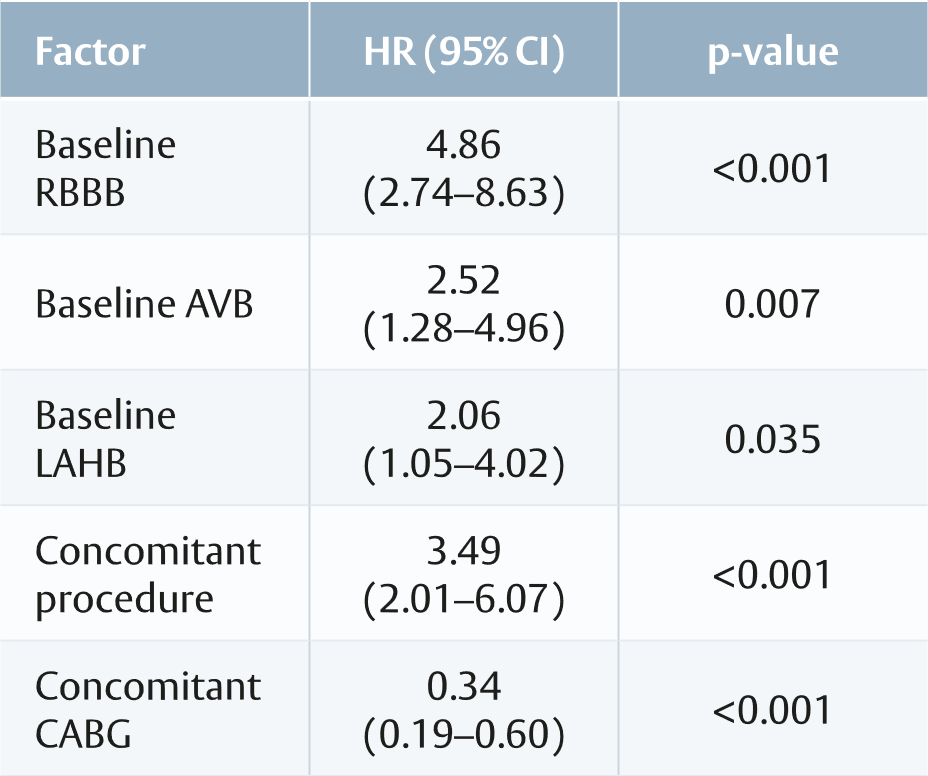 Factor HR (95% CI) p-value
Baseline
RBBB
4.86
(2.74–8.63)
<0.001
Baseline AVB
2.52
(1.28–4.96)
0.007
Baseline
LAHB
2.06
(1.05–4.02)
0.035
Concomitant
procedure
3.49
(2.01–6.07)
<0.001
Concomitant
CABG
0.34
(0.19–0.60)
<0.001